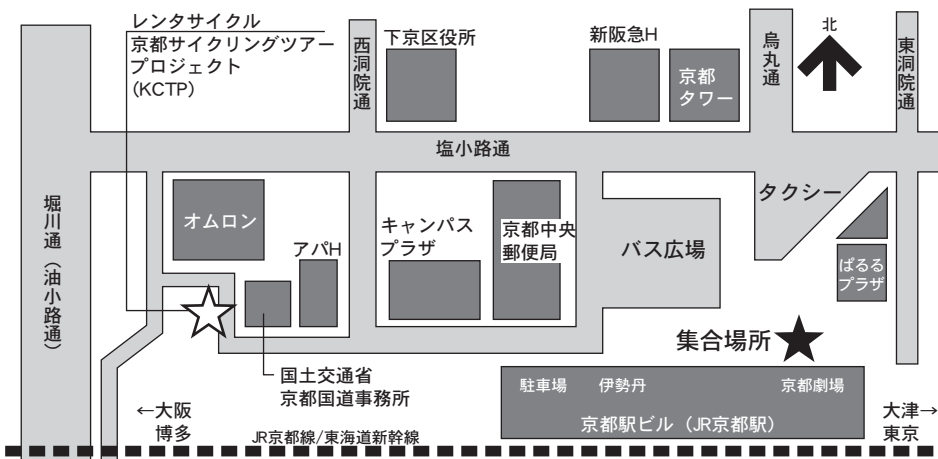 レンタサイクル
京都サイクリングツアー
プロジェクト
(KCTP)
西洞院通
下京区役所
新阪急H
京都
タワー
烏丸通
北
東洞院通
塩小路通
堀川通（油小路通）
オムロン
アパH
キャンパス
プラザ
京都中央
郵便局
バス広場
タクシー
ぱるる
プラザ
集合場所
国土交通省
京都国道事務所
駐車場
伊勢丹
京都劇場
京都駅ビル（JR京都駅）
←大阪
博多
JR京都線/東海道新幹線
大津→
東京